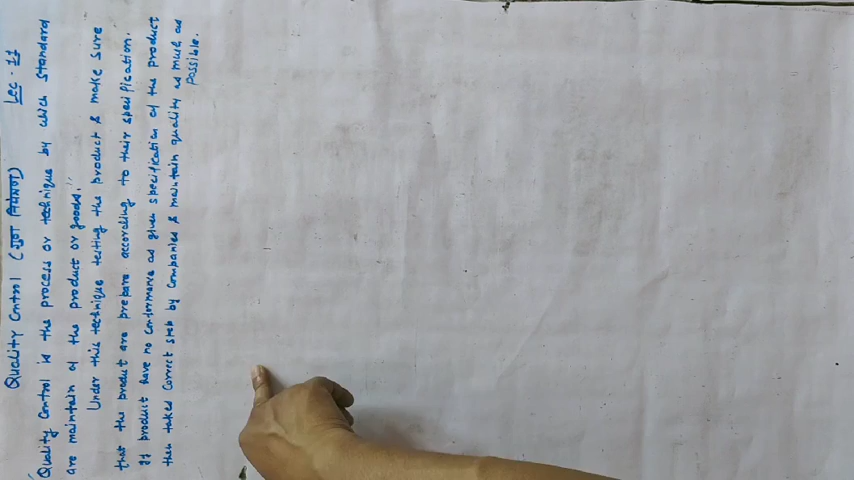 Quality Control (गुण नियंत्रण) Lec - 11
"Quality Control is the process or technique by which standard
are maintain of the product or goods."
Under this technique testing the product & make sure
that the product are prepare according to their specification.
If product have no conformance as given specification of the product
then taked correct step by companies & maintain quality as much as
possible.